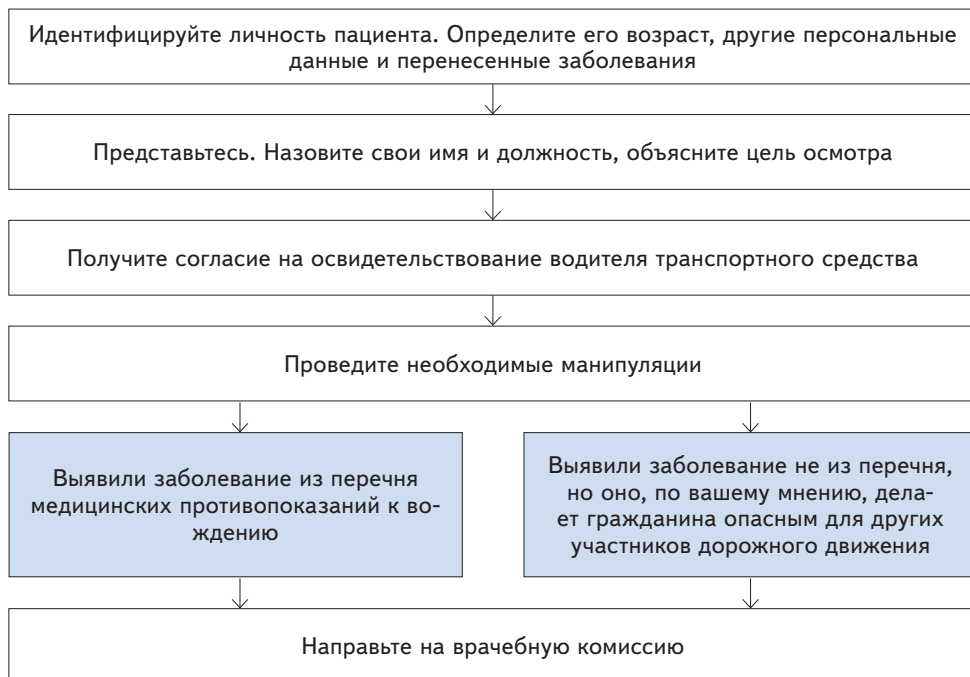 Идентифицируйте личность пациента. Определите его возраст, другие персональные
данные и перенесенные заболевания
Представьтесь. Назовите свои имя и должность, объясните цель осмотра
Получите согласие на освидетельствование водителя транспортного средства
Проведите необходимые манипуляции
Выявили заболевание из перечня
медицинских противопоказаний к во-
ждению
Выявили заболевание не из перечня,
но оно, по вашему мнению, дела-
ет гражданина опасным для других
участников дорожного движения
Направьте на врачебную комиссию